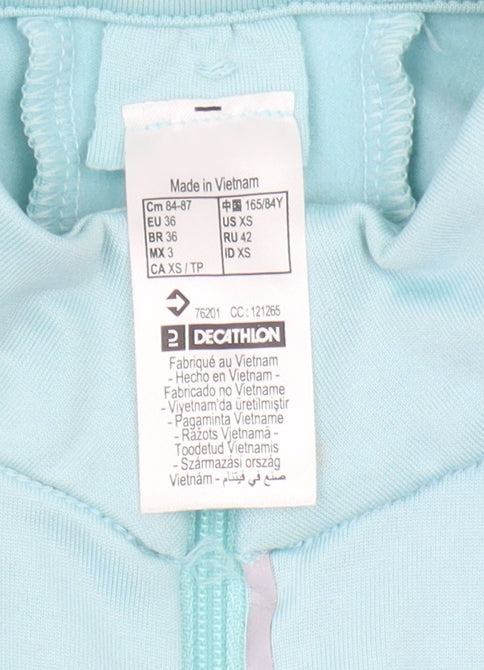 Made in Vietnam
Cm 84-87
EU 36
BR 36
MX 3
CA XS / TP
中国 165/84Y
US XS
RU 42
ID XS
76201 CC : 121265
DECATHLON
Fabriqué au Vietnam
- Hecho en Vietnam -
Fabricado no Vietname
- Viyetnam'da üretilmiştir
- Pagaminta Vietname
- Ražots Vjetnamā -
Toodetud Vietnamis
- Származási ország
Vietnám - صنع في فيتنام